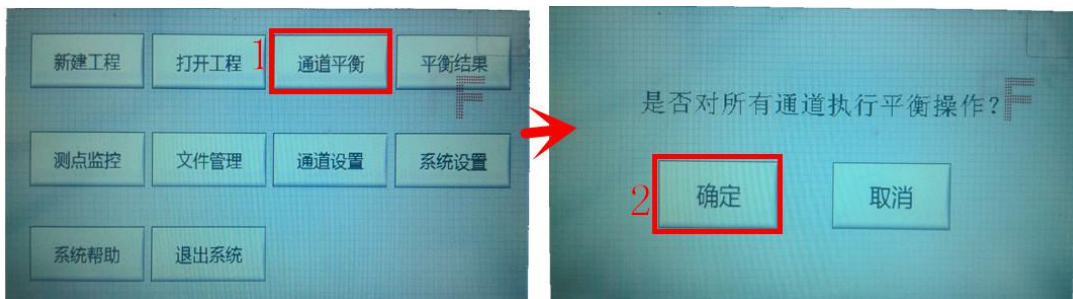 新建工程 打开工程 1 通道平衡 平衡结果
测点监控 文件管理 通道设置 系统设置
系统帮助 退出系统
是否对所有通道执行平衡操作?
2 确定 取消
F
F